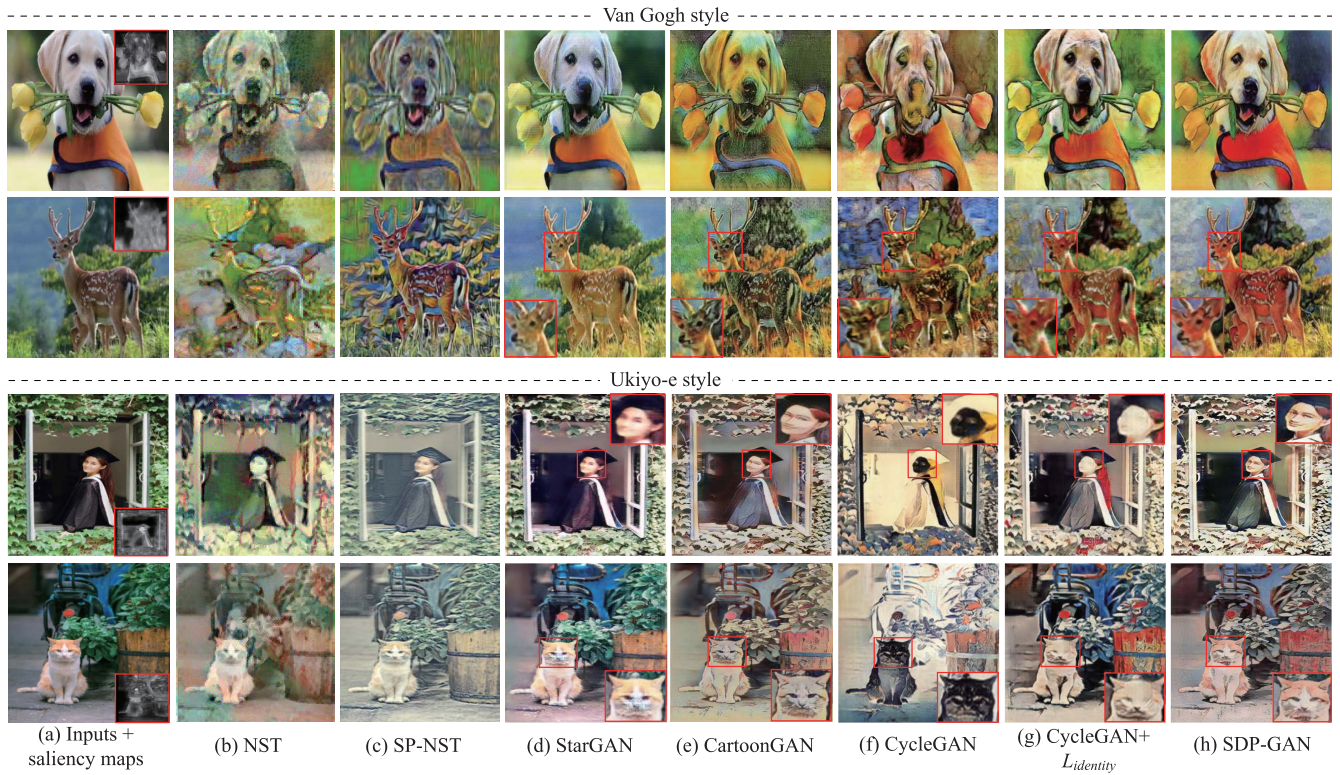 Van Gogh style
Ukiyo-e style
(a) Inputs +
saliency maps
(b) NST
(c) SP-NST
(d) StarGAN
(e) CartoonGAN
(f) CycleGAN
(g) CycleGAN+
L_identity
(h) SDP-GAN